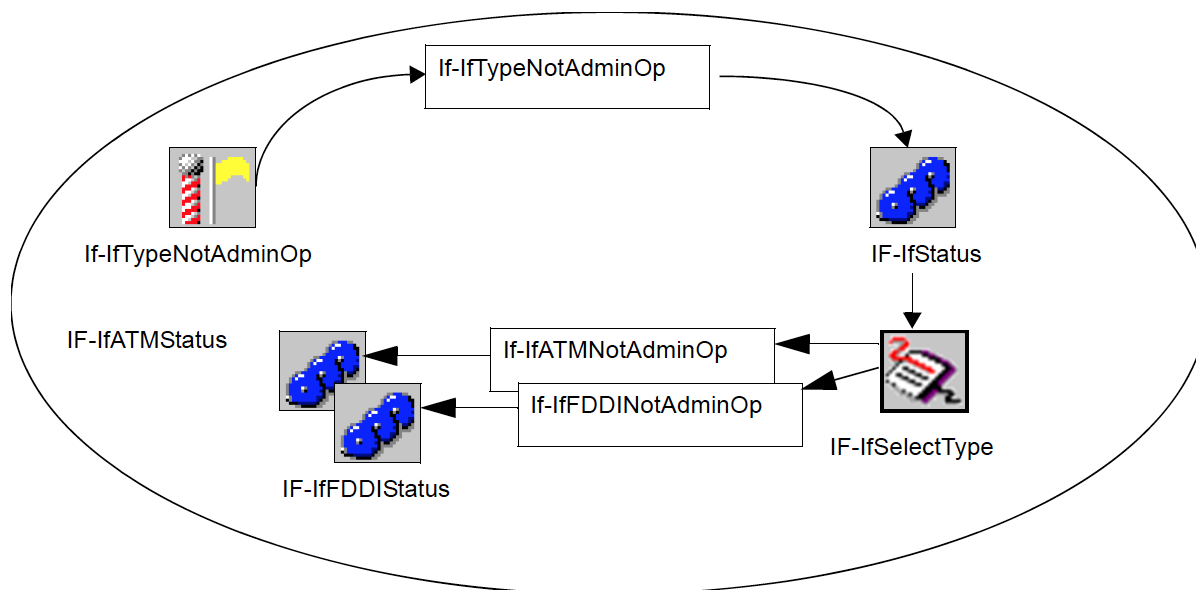 If-IfTypeNotAdminOp
If-IfTypeNotAdminOp
IF-IfStatus
IF-IfATMStatus
If-IfATMNotAdminOp
If-IfFDDINotAdminOp
IF-IfSelectType
IF-IfFDDIStatus